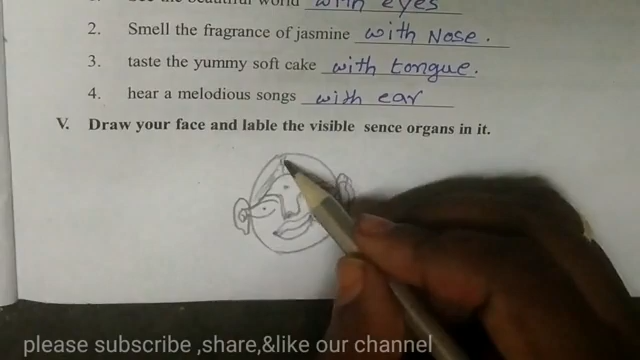 with eyes
2. Smell the fragrance of jasmine with Nose.
3. taste the yummy soft cake with tongue.
4. hear a melodious songs with ear
V. Draw your face and lable the visible sence organs in it.
please subscribe ,share,&like our channel